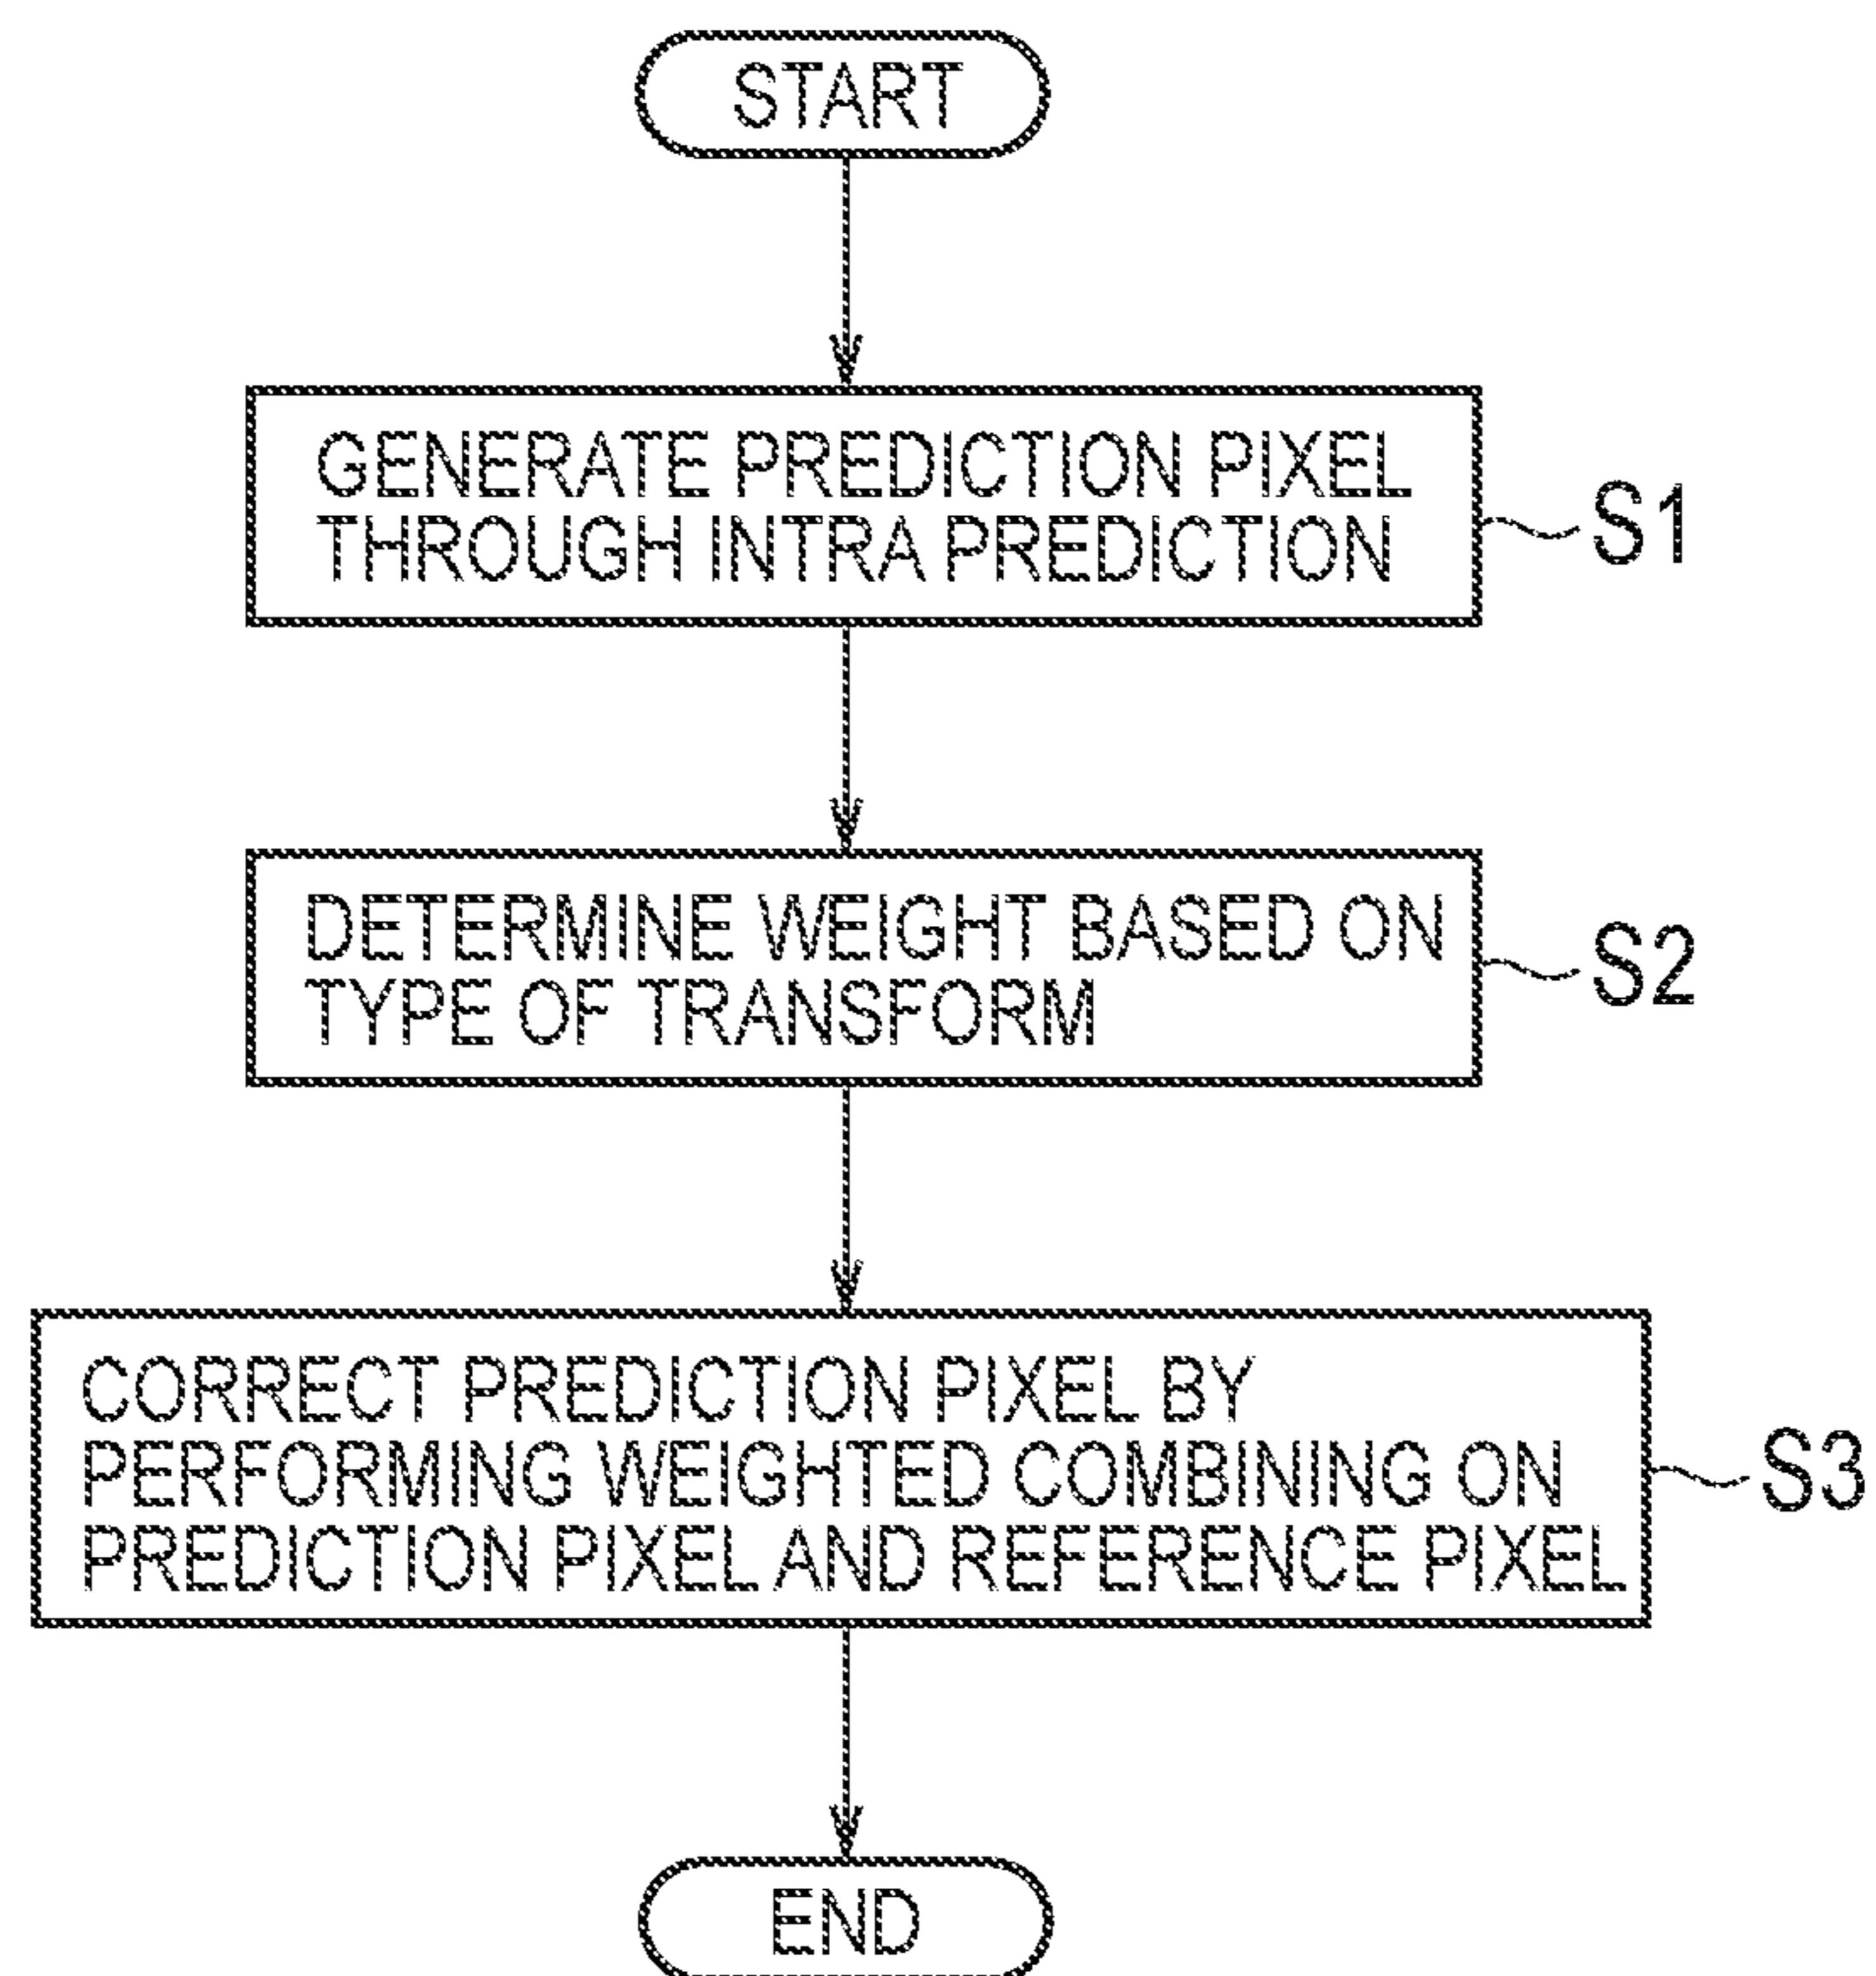 START
GENERATE PREDICTION PIXEL
THROUGH INTRA PREDICTION
S1
DETERMINE WEIGHT BASED ON
TYPE OF TRANSFORM
S2
CORRECT PREDICTION PIXEL BY
PERFORMING WEIGHTED COMBINING ON
PREDICTION PIXEL AND REFERENCE PIXEL
S3
END